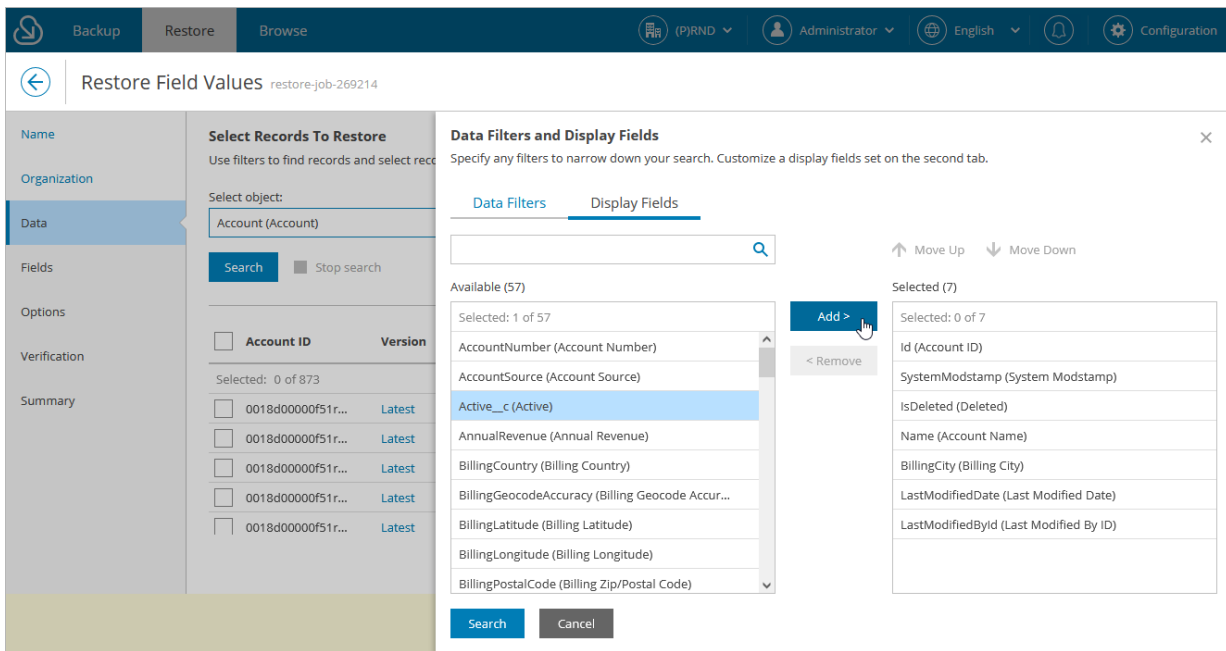 Backup
Restore
Browse
(P)RND
Administrator
English
Configuration
Restore Field Values restore-job-269214
Name
Organization
Data
Fields
Options
Verification
Summary
Select Records To Restore
Use filters to find records and select reco
Select object:
Account (Account)
Search
Stop search
Account ID
Version
Selected: 0 of 873
0018d00000f51r... Latest
0018d00000f51r... Latest
0018d00000f51r... Latest
0018d00000f51r... Latest
0018d00000f51r... Latest
Data Filters and Display Fields
Specify any filters to narrow down your search. Customize a display fields set on the second tab.
Data Filters
Display Fields
Available (57)
Selected: 1 of 57
AccountNumber (Account Number)
AccountSource (Account Source)
Active__c (Active)
AnnualRevenue (Annual Revenue)
BillingCountry (Billing Country)
BillingGeocodeAccuracy (Billing Geocode Accur...
BillingLatitude (Billing Latitude)
BillingLongitude (Billing Longitude)
BillingPostalCode (Billing Zip/Postal Code)
Add >
< Remove
Move Up
Move Down
Selected (7)
Selected: 0 of 7
Id (Account ID)
SystemModstamp (System Modstamp)
IsDeleted (Deleted)
Name (Account Name)
BillingCity (Billing City)
LastModifiedDate (Last Modified Date)
LastModifiedById (Last Modified By ID)
Search
Cancel